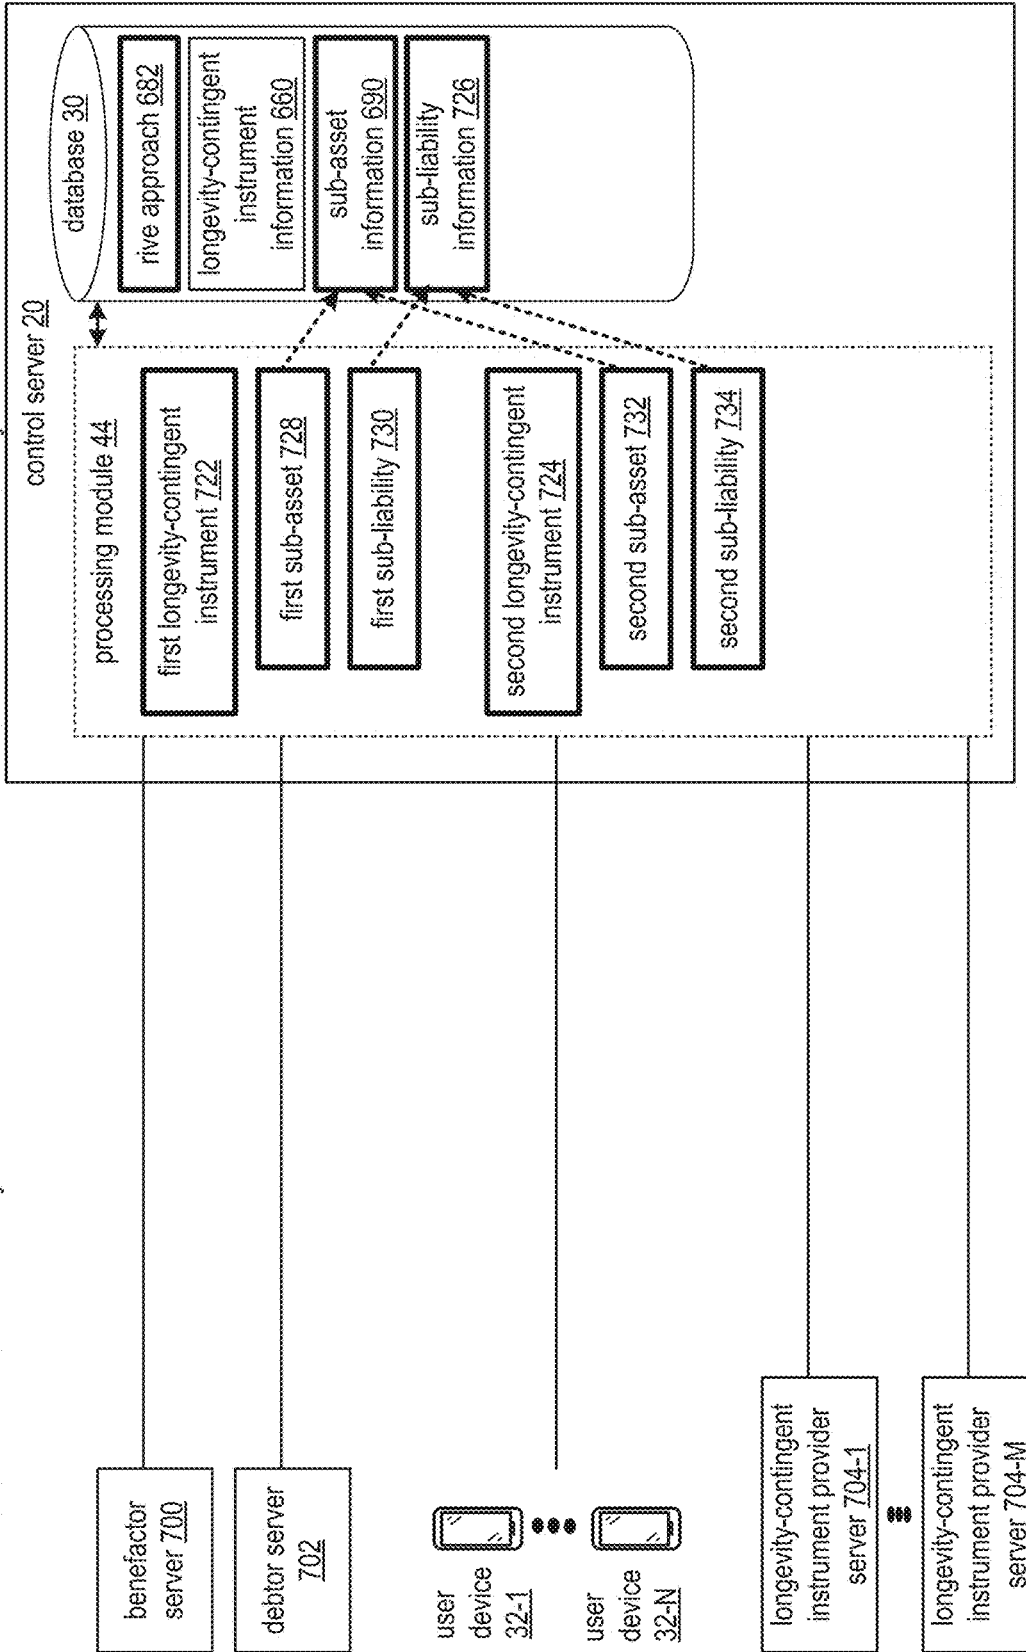 control server 20
processing module 44
database 30
first longevity-contingent
instrument 722
first sub-asset 728
first sub-liability 730
second longevity-contingent
instrument 724
second sub-asset 732
second sub-liability 734
rive approach 682
longevity-contingent
instrument
information 660
sub-asset
information 690
sub-liability
information 726
benefactor
server 700
debtor server
702
user
device
32-1
user
device
32-N
longevity-contingent
instrument provider
server 704-1
longevity-contingent
instrument provider
server 704-M